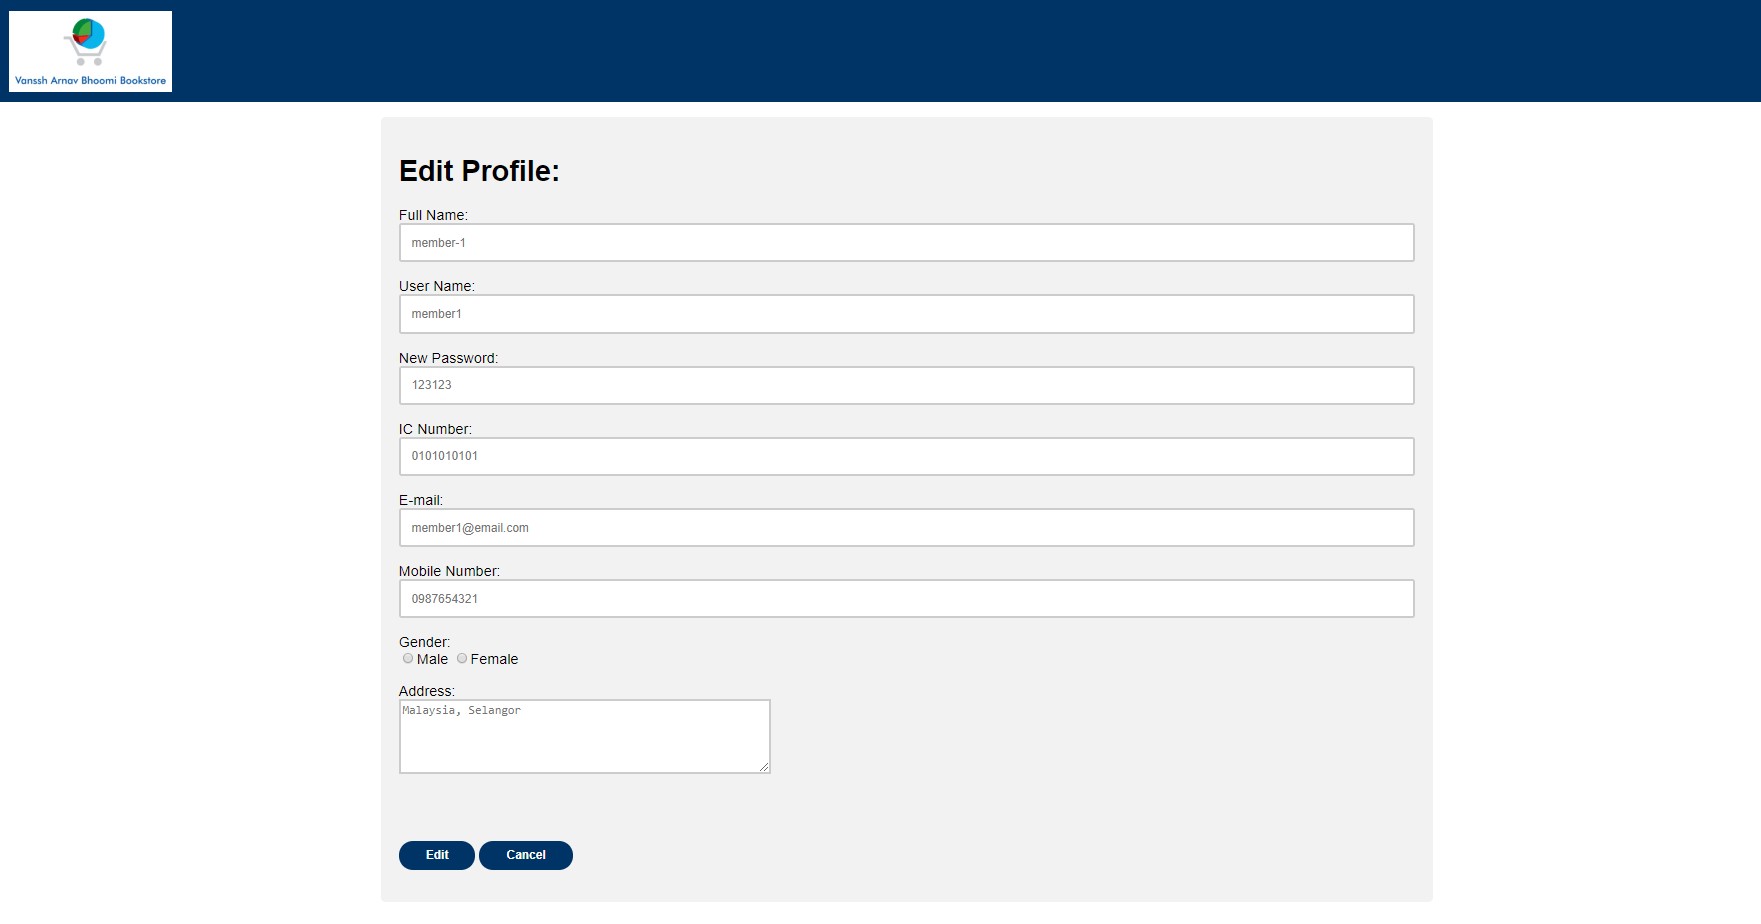 Vanssh Arnav Bhoomi Bookstore
Edit Profile:
Full Name:
member-1
User Name:
member1
New Password:
123123
IC Number:
0101010101
E-mail:
member1@email.com
Mobile Number:
0987654321
Gender:
Male Female
Address:
Malaysia, Selangor
Edit Cancel